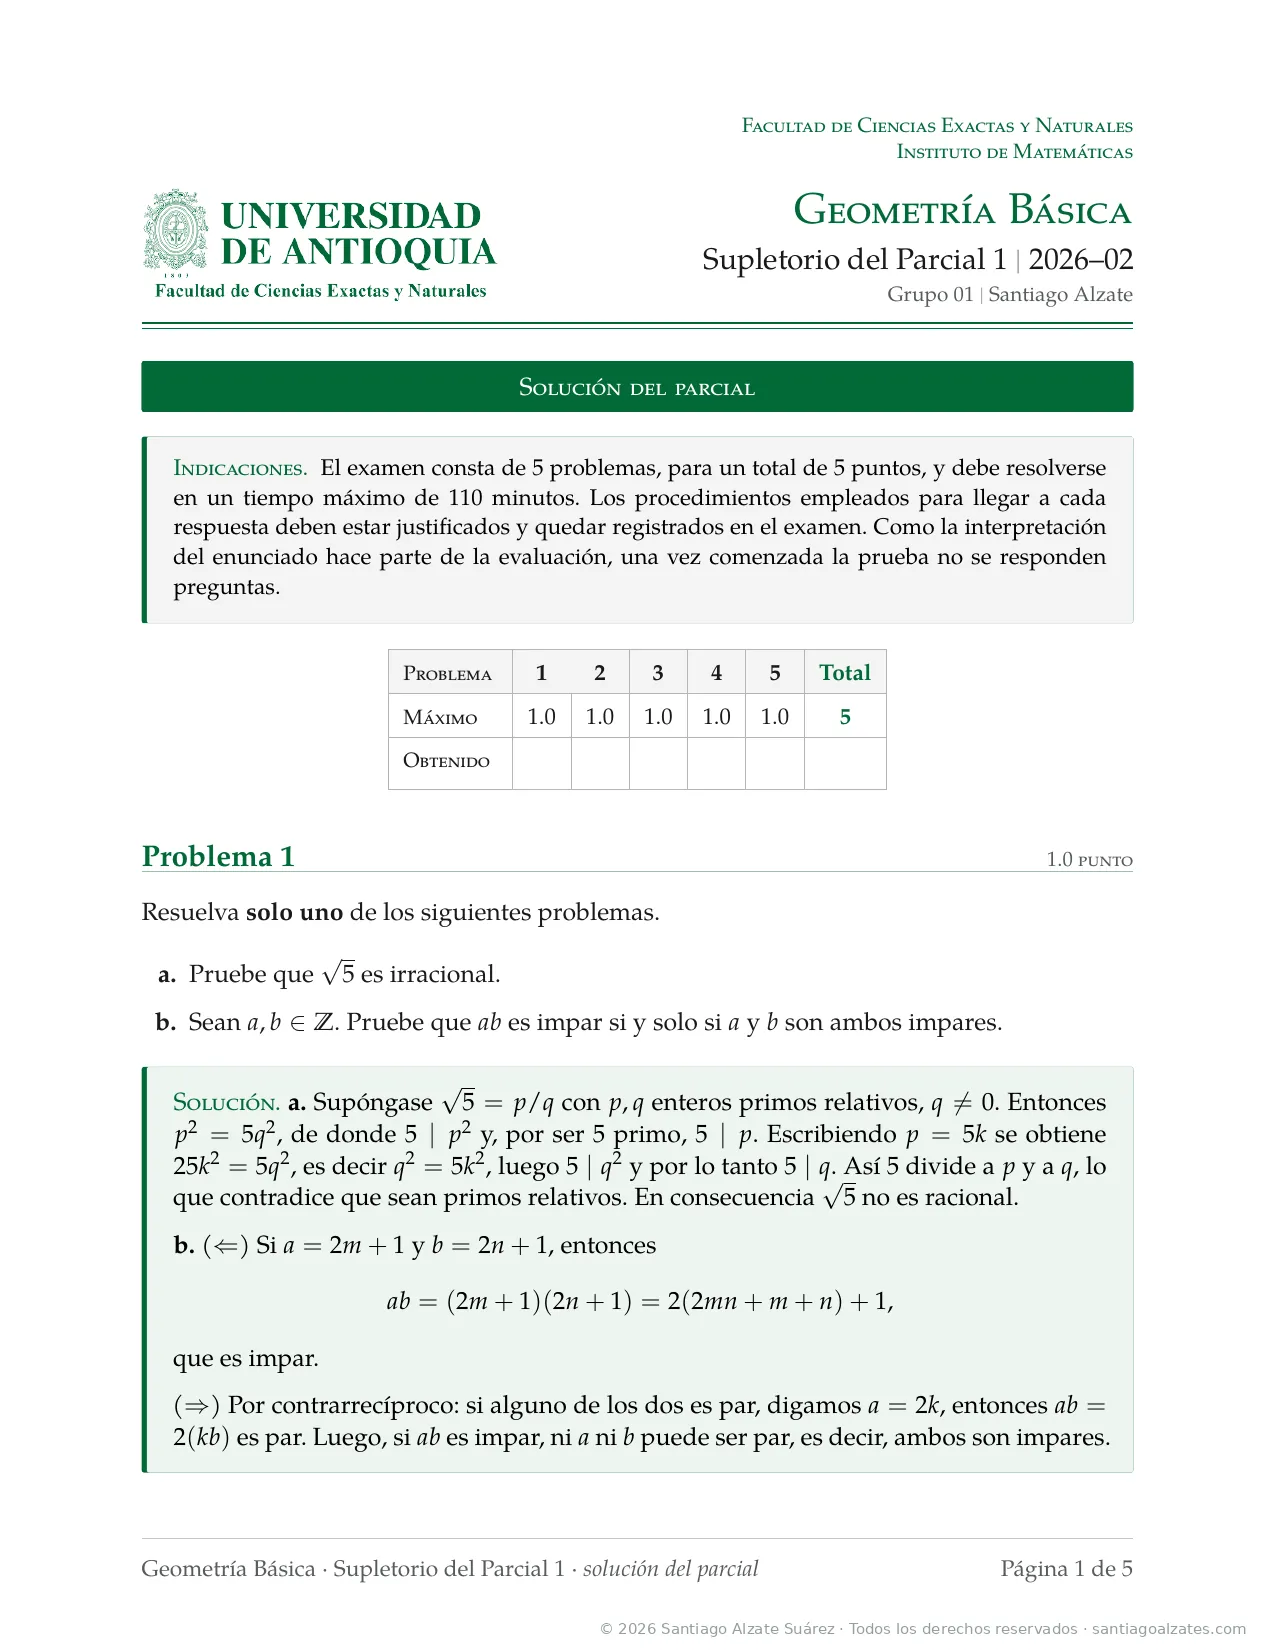 Facultad de Ciencias Exactas y Naturales
Instituto de Matemáticas
UNIVERSIDAD
DE ANTIOQUIA
1803
Facultad de Ciencias Exactas y Naturales
Geometría Básica
Supletorio del Parcial 1 | 2026–02
Grupo 01 | Santiago Alzate
Solución del parcial
Indicaciones. El examen consta de 5 problemas, para un total de 5 puntos, y debe resolverse
en un tiempo máximo de 110 minutos. Los procedimientos empleados para llegar a cada
respuesta deben estar justificados y quedar registrados en el examen. Como la interpretación
del enunciado hace parte de la evaluación, una vez comenzada la prueba no se responden
preguntas.
Problema 1 2 3 4 5 Total
Máximo 1.0 1.0 1.0 1.0 1.0 5
Obtenido
Problema 1 1.0 punto
Resuelva solo uno de los siguientes problemas.
a. Pruebe que √5 es irracional.
b. Sean a, b ∈ ℤ. Pruebe que ab es impar si y solo si a y b son ambos impares.
Solución. a. Supóngase √5 = p/q con p, q enteros primos relativos, q ≠ 0. Entonces
p² = 5q², de donde 5 | p² y, por ser 5 primo, 5 | p. Escribiendo p = 5k se obtiene
25k² = 5q², es decir q² = 5k², luego 5 | q² y por lo tanto 5 | q. Así 5 divide a p y a q, lo
que contradice que sean primos relativos. En consecuencia √5 no es racional.
b. (⇐) Si a = 2m + 1 y b = 2n + 1, entonces
ab = (2m + 1)(2n + 1) = 2(2mn + m + n) + 1,
que es impar.
(⇒) Por contrarrecíproco: si alguno de los dos es par, digamos a = 2k, entonces ab =
2(kb) es par. Luego, si ab es impar, ni a ni b puede ser par, es decir, ambos son impares.
Geometría Básica · Supletorio del Parcial 1 · solución del parcial Página 1 de 5
© 2026 Santiago Alzate Suárez · Todos los derechos reservados · santiagoalzates.com